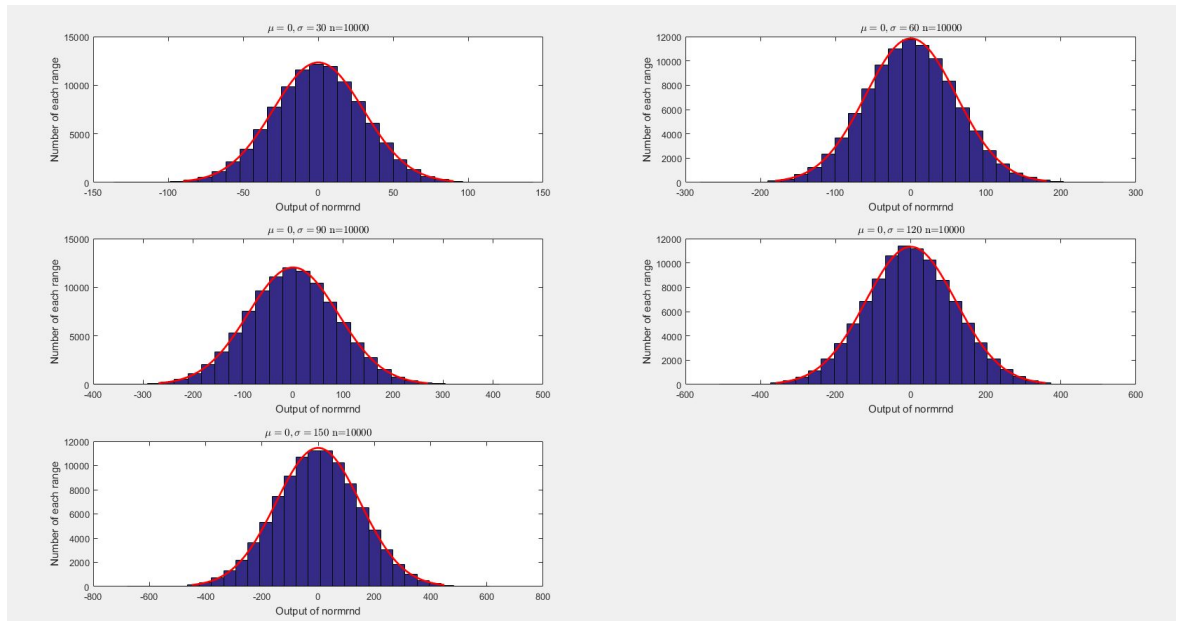 μ = 0, σ = 30 n=10000
15000
10000
5000
0
Number of each range
-150 -100 -50 0 50 100 150
Output of normrnd
μ = 0, σ = 60 n=10000
12000
10000
8000
6000
4000
2000
0
Number of each range
-300 -200 -100 0 100 200 300
Output of normrnd
μ = 0, σ = 90 n=10000
15000
10000
5000
0
Number of each range
-400 -300 -200 -100 0 100 200 300 400 500
Output of normrnd
μ = 0, σ = 120 n=10000
12000
10000
8000
6000
4000
2000
0
Number of each range
-600 -400 -200 0 200 400 600
Output of normrnd
μ = 0, σ = 150 n=10000
12000
10000
8000
6000
4000
2000
0
Number of each range
-800 -600 -400 -200 0 200 400 600 800
Output of normrnd